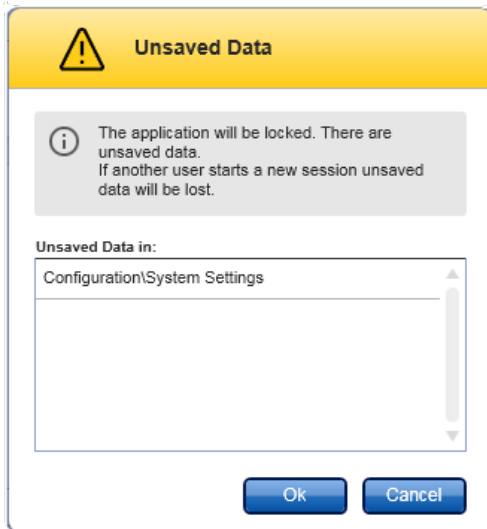 Unsaved Data
The application will be locked. There are
unsaved data.
If another user starts a new session unsaved
data will be lost.
Unsaved Data in:
Configuration\System Settings
Ok
Cancel